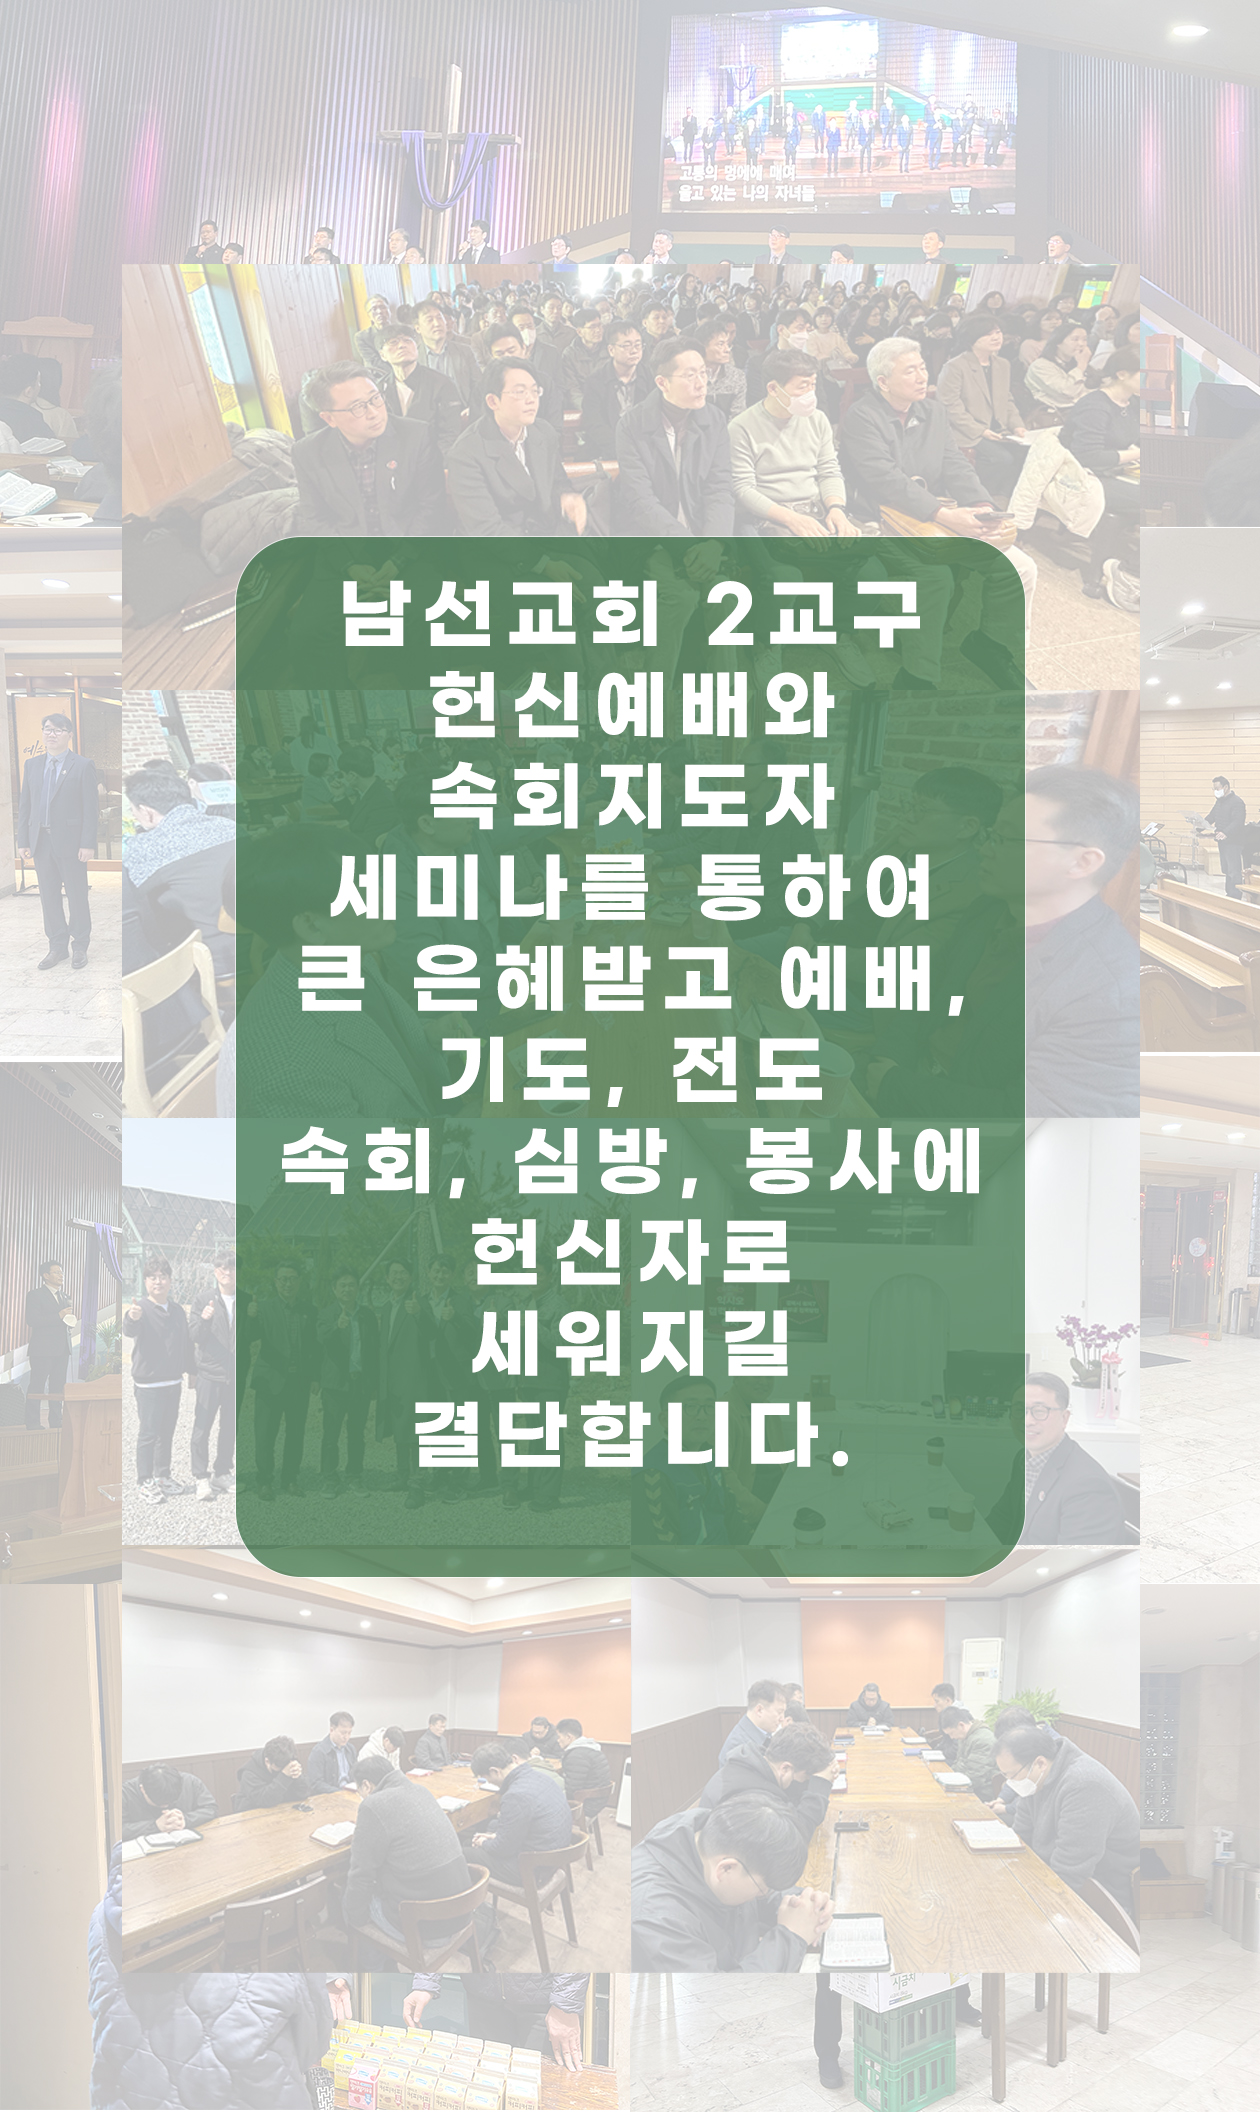 고통의 멍에에 매여
울고 있는 나의 자녀들
남선교회 2교구
헌신예배와
속회지도자
세미나를 통하여
큰 은혜받고 예배,
기도, 전도
속회, 심방, 봉사에
헌신자로
세워지길
결단합니다.
시금치